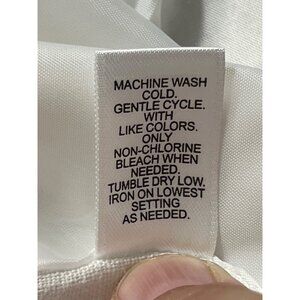 MACHINE WASH
COLD.
GENTLE CYCLE.
WITH
LIKE COLORS.
ONLY
NON-CHLORINE
BLEACH WHEN
NEEDED.
TUMBLE DRY LOW.
IRON ON LOWEST
SETTING
AS NEEDED.